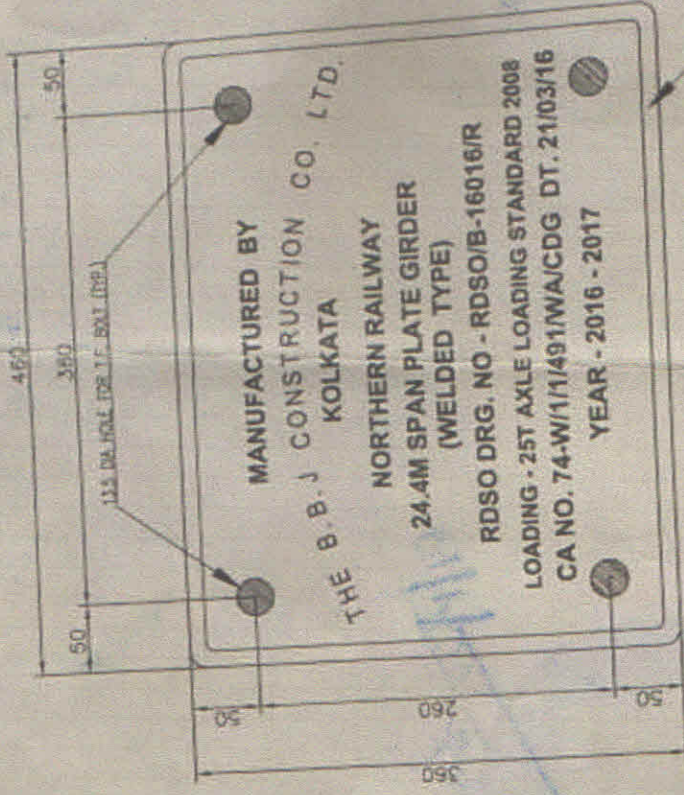 460
50
360
50
13.5 DIA HOLE FOR T.F. BOLT (TYP.)
MANUFACTURED BY
THE B.B.J CONSTRUCTION CO. LTD.
KOLKATA
NORTHERN RAILWAY
24.4M SPAN PLATE GIRDER
(WELDED TYPE)
RDSO DRG. NO - RDSO/B-16016/R
LOADING - 25T AXLE LOADING STANDARD 2008
CA NO. 74-W/1/1/491/WA/CDG DT. 21/03/16
YEAR - 2016 - 2017
50
260
50
360